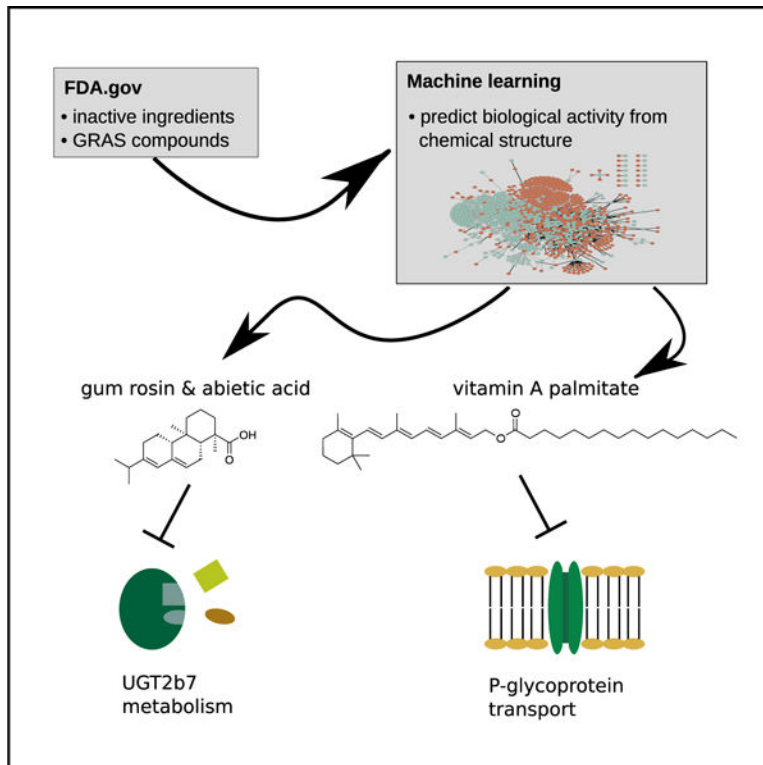 FDA.gov
• inactive ingredients
• GRAS compounds
Machine learning
• predict biological activity from
chemical structure
gum rosin & abietic acid
vitamin A palmitate
OH
O
O
O
UGT2b7
metabolism
P-glycoprotein
transport